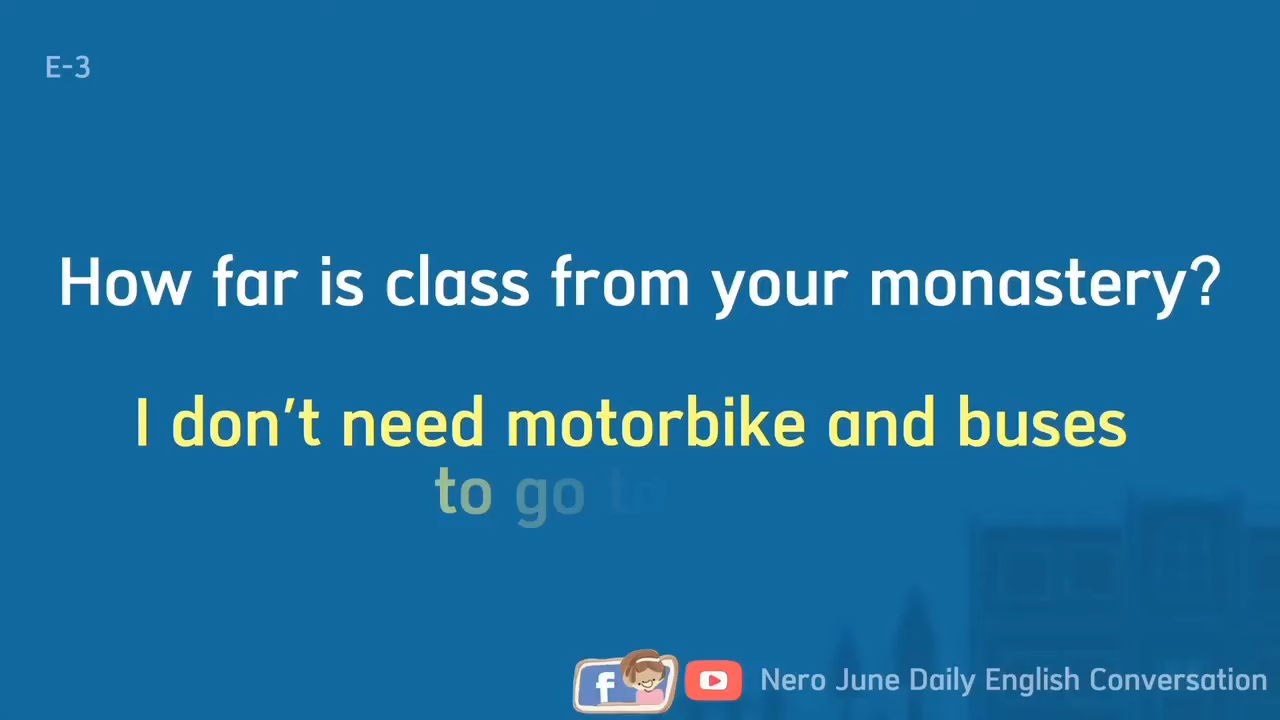 E-3
How far is class from your monastery?
I don't need motorbike and buses
to go to
f
Nero June Daily English Conversation